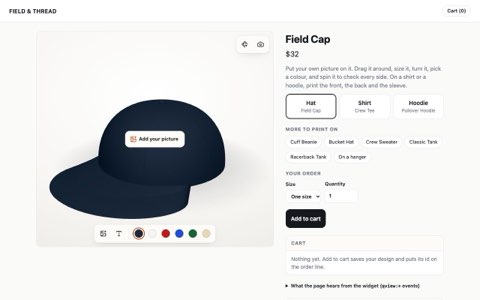 FIELD & THREAD
Cart (0)
Field Cap
$32
Put your own picture on it. Drag it around, size it, turn it, pick
a colour, and spin it to check every side. On a shirt or a
hoodie, print the front, the back and the sleeve.
Hat
Field Cap
Shirt
Crew Tee
Hoodie
Pullover Hoodie
MORE TO PRINT ON
Cuff Beanie
Bucket Hat
Crew Sweater
Classic Tank
Racerback Tank
On a hanger
YOUR ORDER
Size
Quantity
One size
1
Add to cart
Add your picture
T
CART
Nothing yet. Add to cart saves your design and puts its id on
the order line.
What the page hears from the widget (qview:* events)